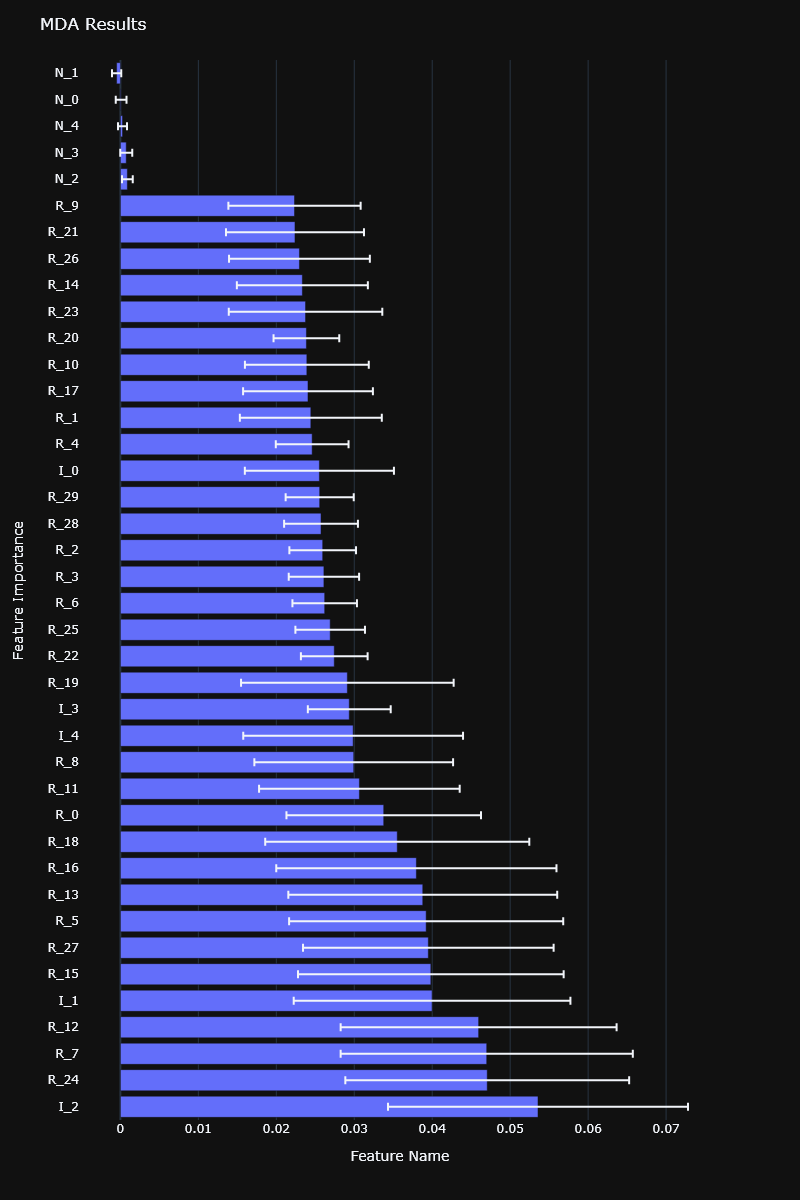 MDA Results
N_1
N_0
N_4
N_3
N_2
R_9
R_21
R_26
R_14
R_23
R_20
R_10
R_17
R_1
R_4
I_0
R_29
R_28
R_2
R_3
R_6
R_25
R_22
R_19
I_3
I_4
R_8
R_11
R_0
R_18
R_16
R_13
R_5
R_27
R_15
I_1
R_12
R_7
R_24
I_2
Feature Importance
0 0.01 0.02 0.03 0.04 0.05 0.06 0.07
Feature Name